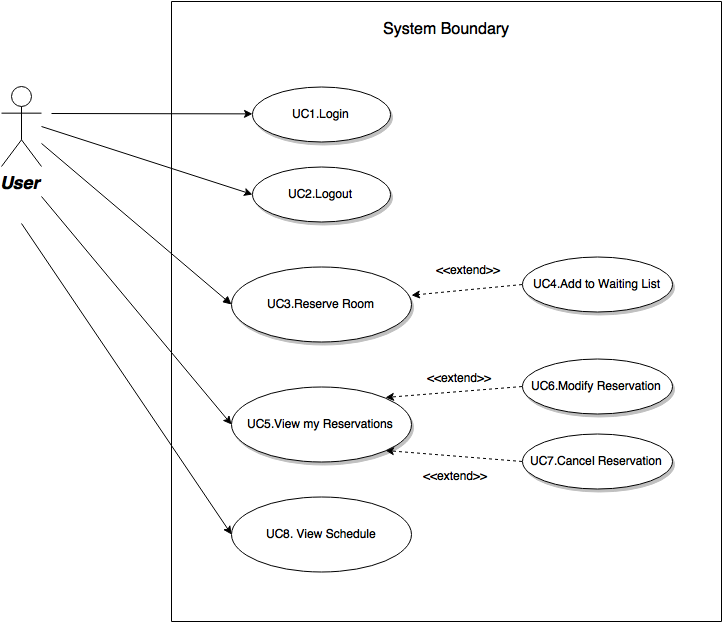 System Boundary
UC1.Login
User
UC2.Logout
<<extend>>
UC3.Reserve Room
UC4.Add to Waiting List
<<extend>>
UC6.Modify Reservation
UC5.View my Reservations
UC7.Cancel Reservation
<<extend>>
UC8. View Schedule